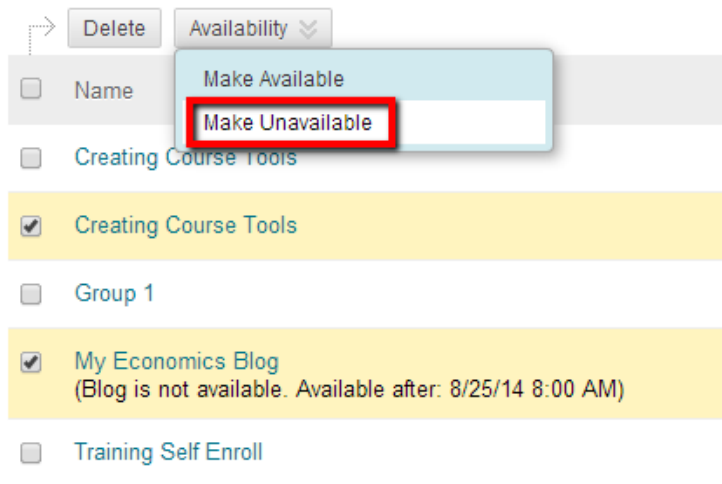 Delete Availability
Make Available
Name
Make Unavailable
Creating Course Tools
Creating Course Tools
Group 1
My Economics Blog
(Blog is not available. Available after: 8/25/14 8:00 AM)
Training Self Enroll